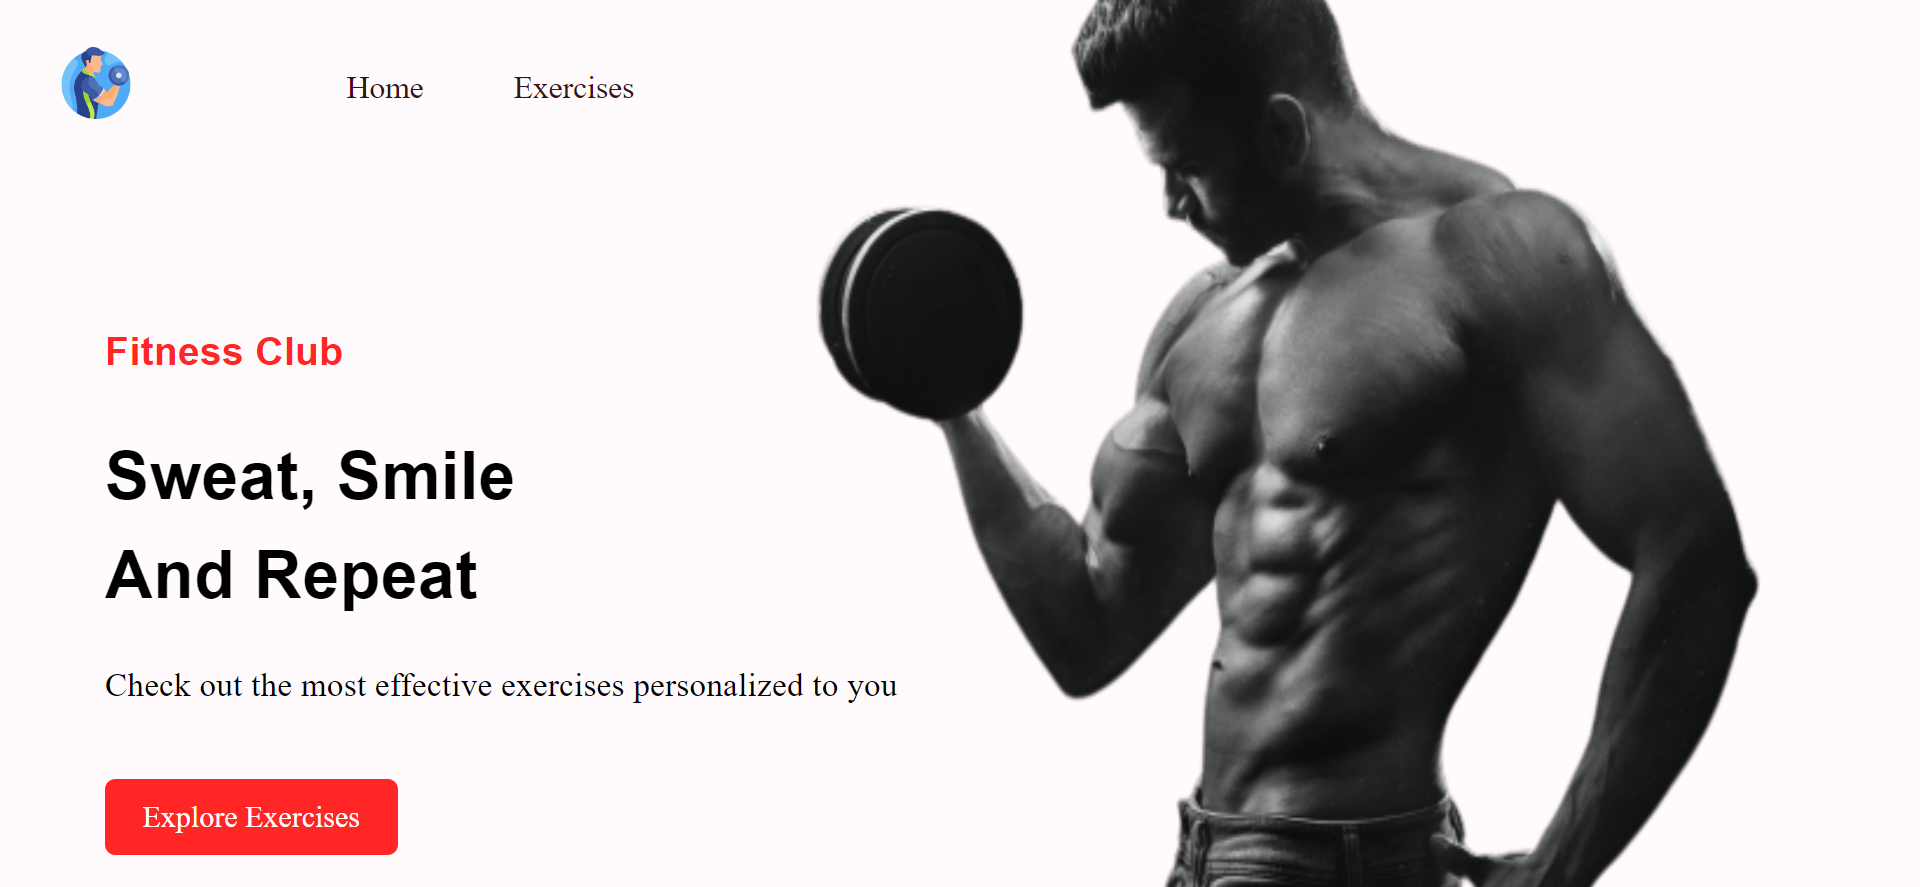 Home
Exercises
Fitness Club
Sweat, Smile
And Repeat
Check out the most effective exercises personalized to you
Explore Exercises